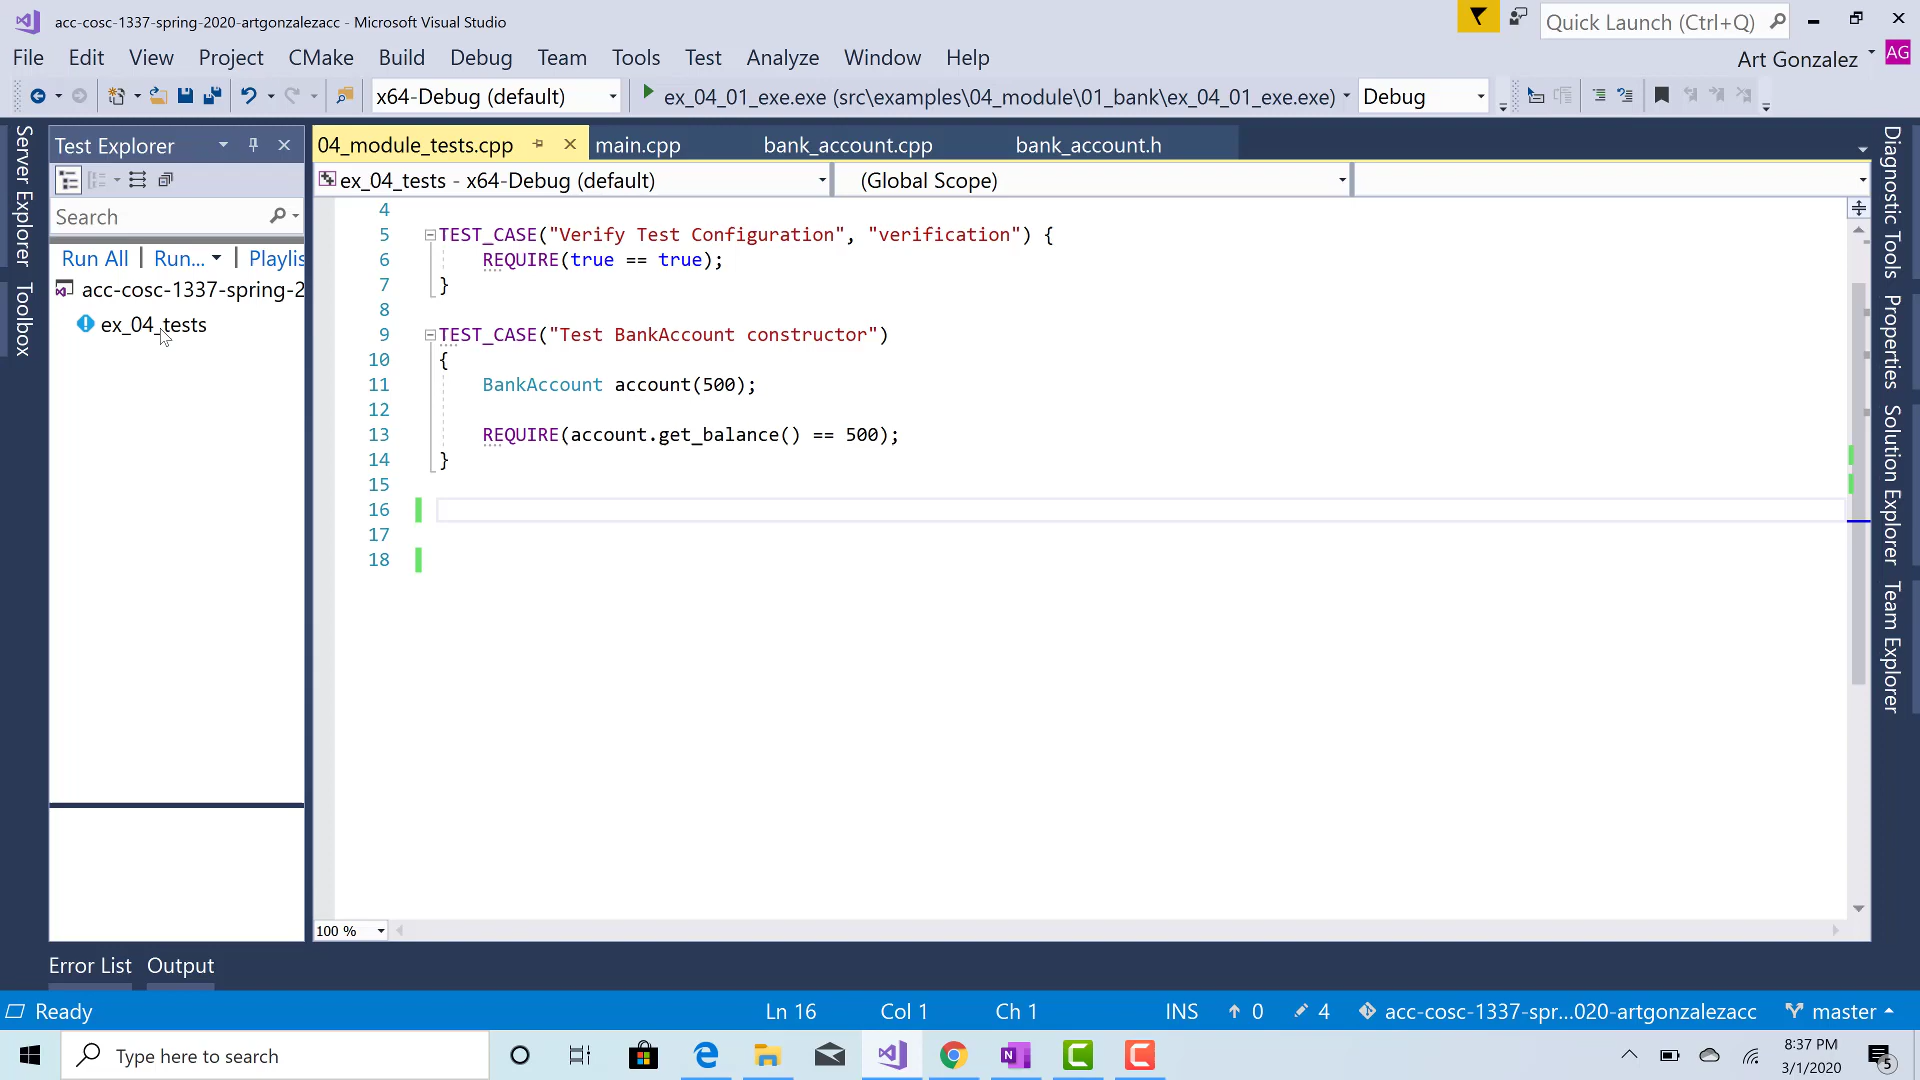 acc-cosc-1337-spring-2020-artgonzalezacc - Microsoft Visual Studio
Quick Launch (Ctrl+Q)
File Edit View Project CMake Build Debug Team Tools Test Analyze Window Help
Art Gonzalez AG
x64-Debug (default) ex_04_01_exe.exe (src\examples\04_module\01_bank\ex_04_01_exe.exe) Debug
Server Explorer
Toolbox
Test Explorer
Search
Run All | Run... | Playlis
acc-cosc-1337-spring-2
ex_04_tests
04_module_tests.cpp main.cpp bank_account.cpp bank_account.h
ex_04_tests - x64-Debug (default) (Global Scope)
4
5 TEST_CASE("Verify Test Configuration", "verification") {
6 REQUIRE(true == true);
7 }
8
9 TEST_CASE("Test BankAccount constructor")
10 {
11 BankAccount account(500);
12
13 REQUIRE(account.get_balance() == 500);
14 }
15
16
17
18
100 %
Diagnostic Tools
Properties
Solution Explorer
Team Explorer
Error List Output
Ready Ln 16 Col 1 Ch 1 INS 0 4 acc-cosc-1337-spr...020-artgonzalezacc master
Type here to search
8:37 PM
3/1/2020
5